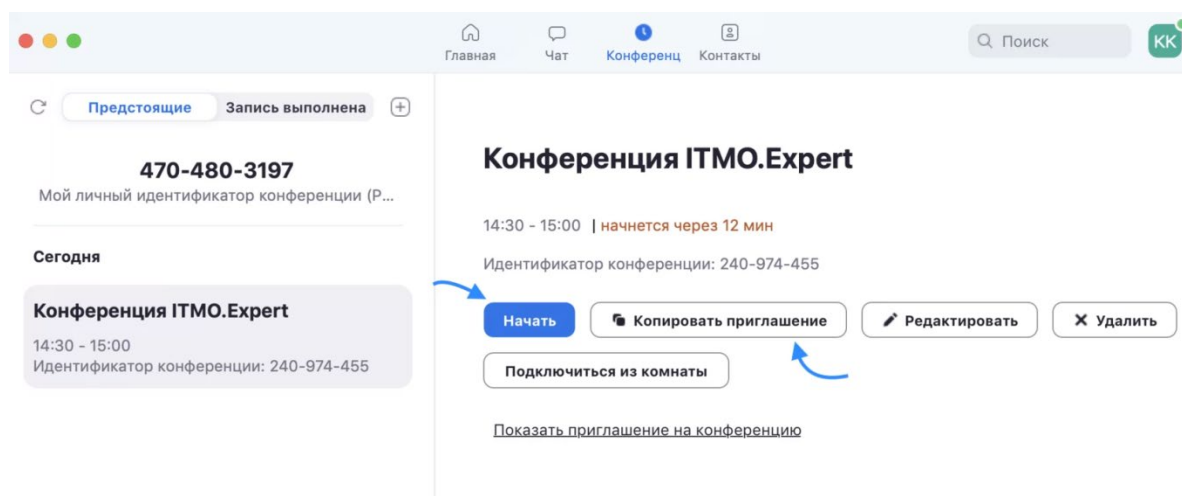 Главная
Чат
Конференц
Контакты
Поиск
КК
Предстоящие
Запись выполнена
470-480-3197
Мой личный идентификатор конференции (Р...
Сегодня
Конференция ITMO.Expert
14:30 - 15:00
Идентификатор конференции: 240-974-455
Конференция ITMO.Expert
14:30 - 15:00 | начнется через 12 мин
Идентификатор конференции: 240-974-455
Начать
Копировать приглашение
Редактировать
Удалить
Подключиться из комнаты
Показать приглашение на конференцию